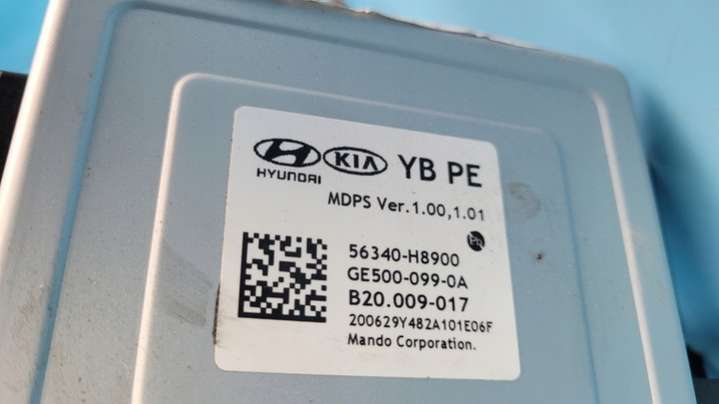 HYUNDAI KIA YB PE
MDPS Ver.1.00,1.01
56340-H8900
GE500-099-0A
B20.009-017
200629Y482A101E06F
Mando Corporation.